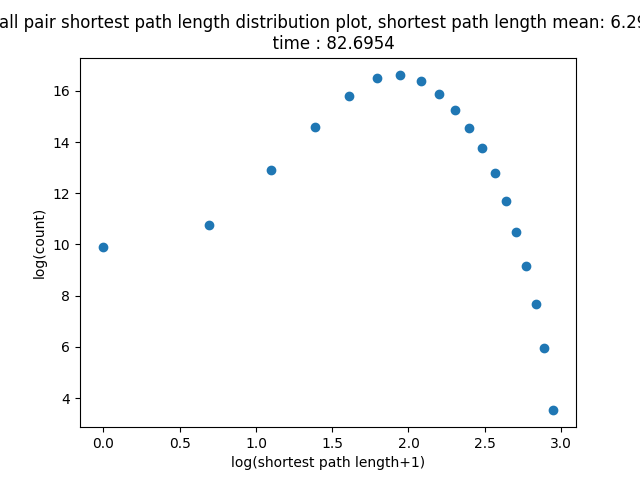 all pair shortest path length distribution plot, shortest path length mean: 6.29
time : 82.6954
16
14
12
10
8
6
4
log(count)
0.0 0.5 1.0 1.5 2.0 2.5 3.0
log(shortest path length+1)